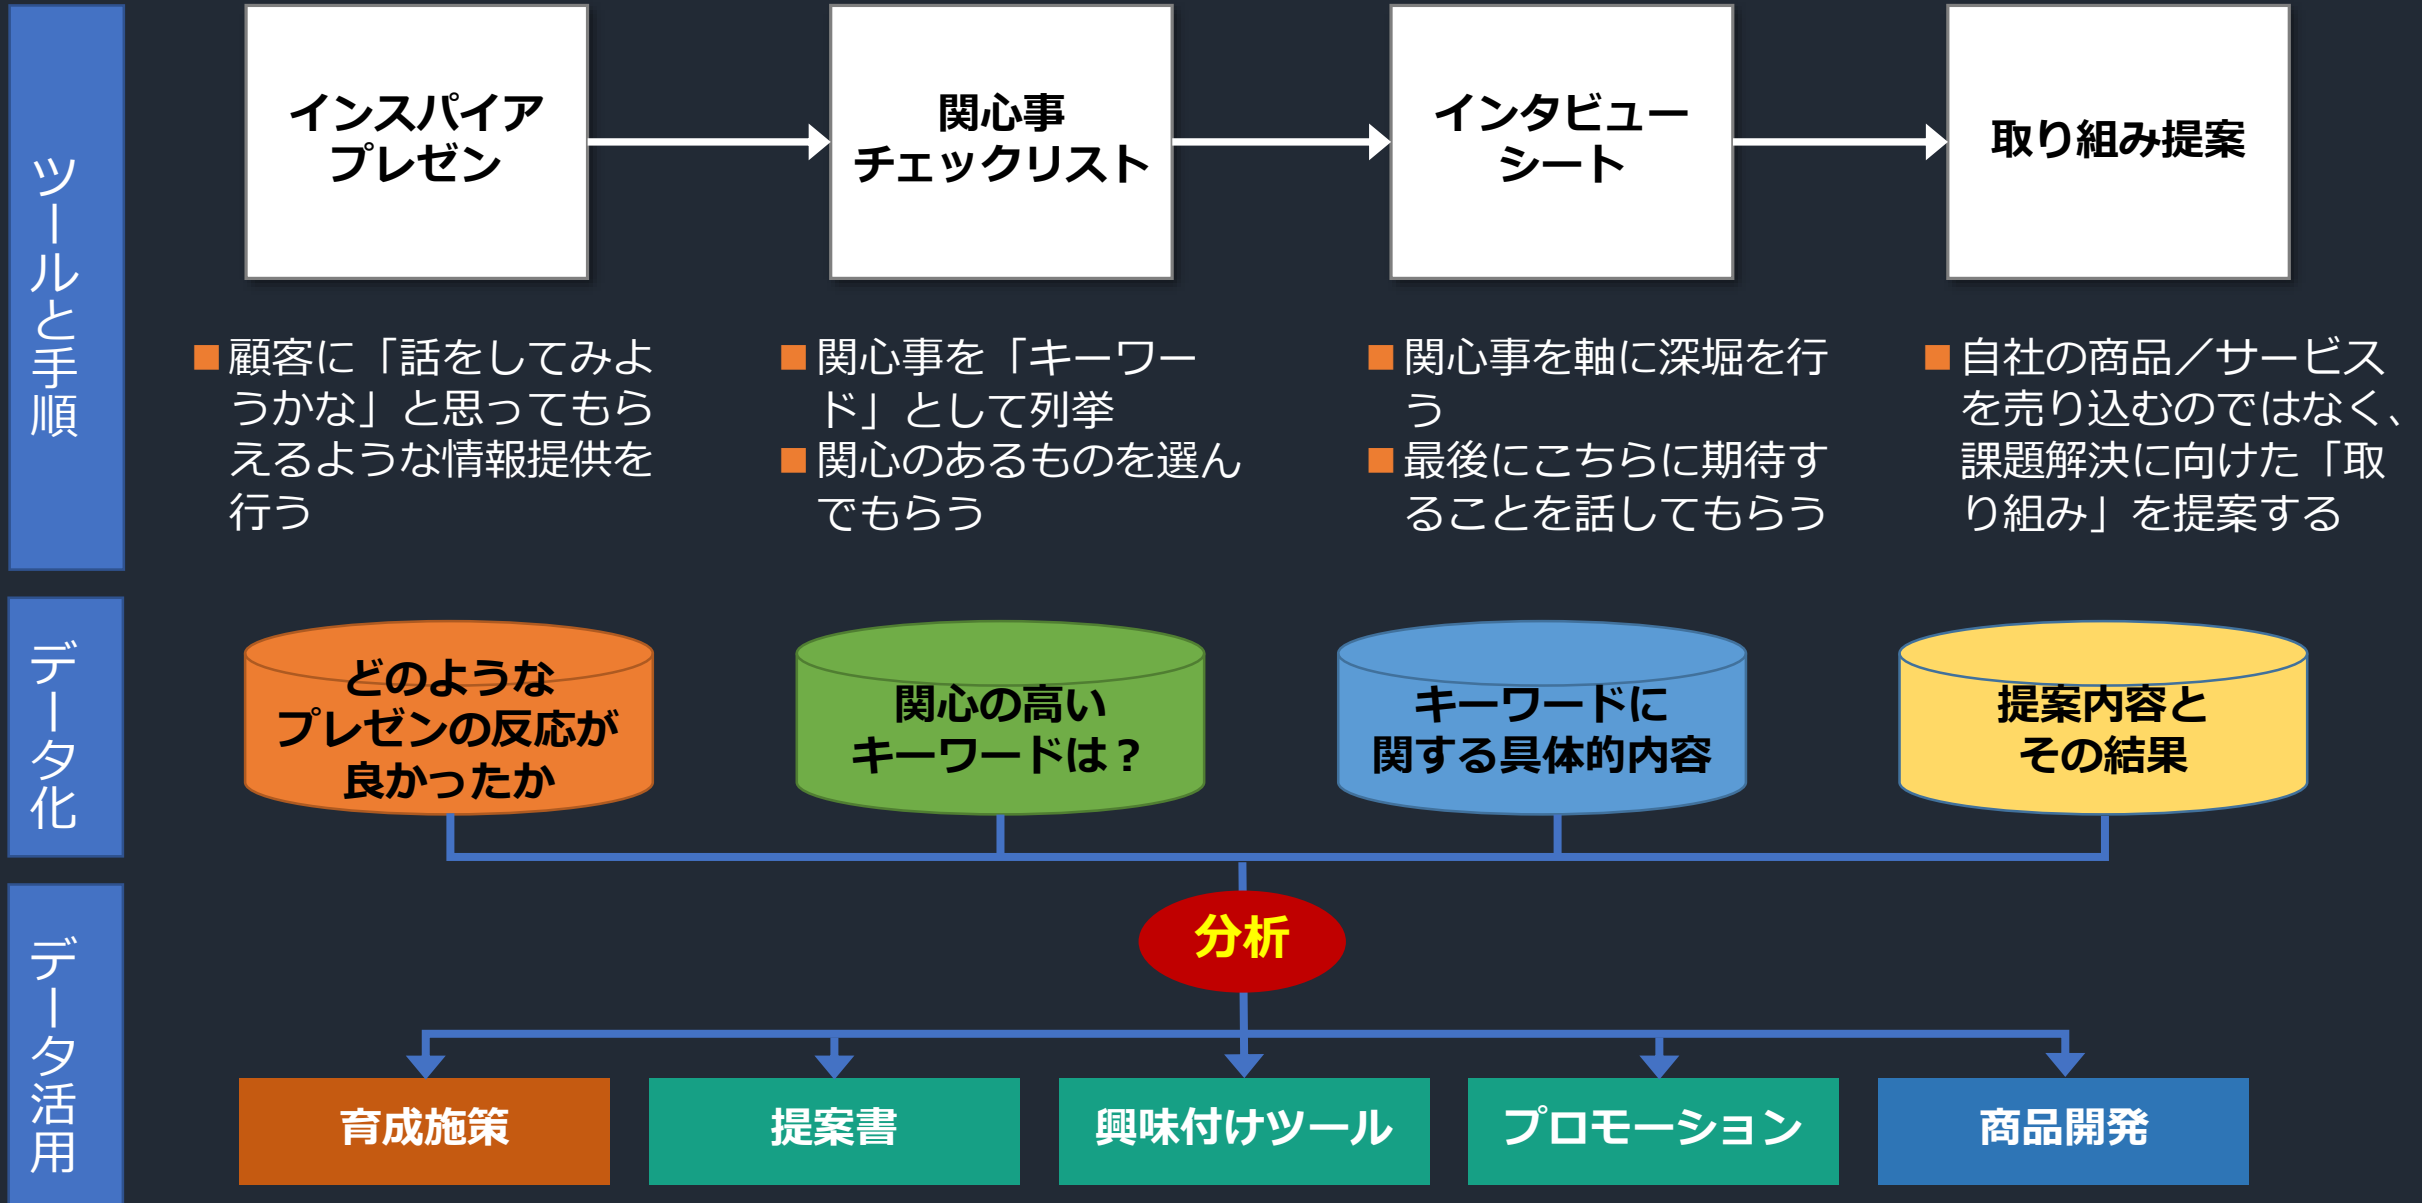 ツールと手順
インスパイア
プレゼン
関心事
チェックリスト
インタビュー
シート
取り組み提案
顧客に「話をしてみよ
うかな」と思ってもら
えるような情報提供を
行う
関心事を「キーワー
ド」として列挙
関心のあるものを選ん
でもらう
関心事を軸に深堀を行
う
最後にこちらに期待す
ることを話してもらう
自社の商品／サービス
を売り込むのではなく、
課題解決に向けた「取
り組み」を提案する
データ化
どのような
プレゼンの反応が
良かったか
関心の高い
キーワードは？
キーワードに
関する具体的内容
提案内容と
その結果
データ活用
分析
育成施策
提案書
興味付けツール
プロモーション
商品開発